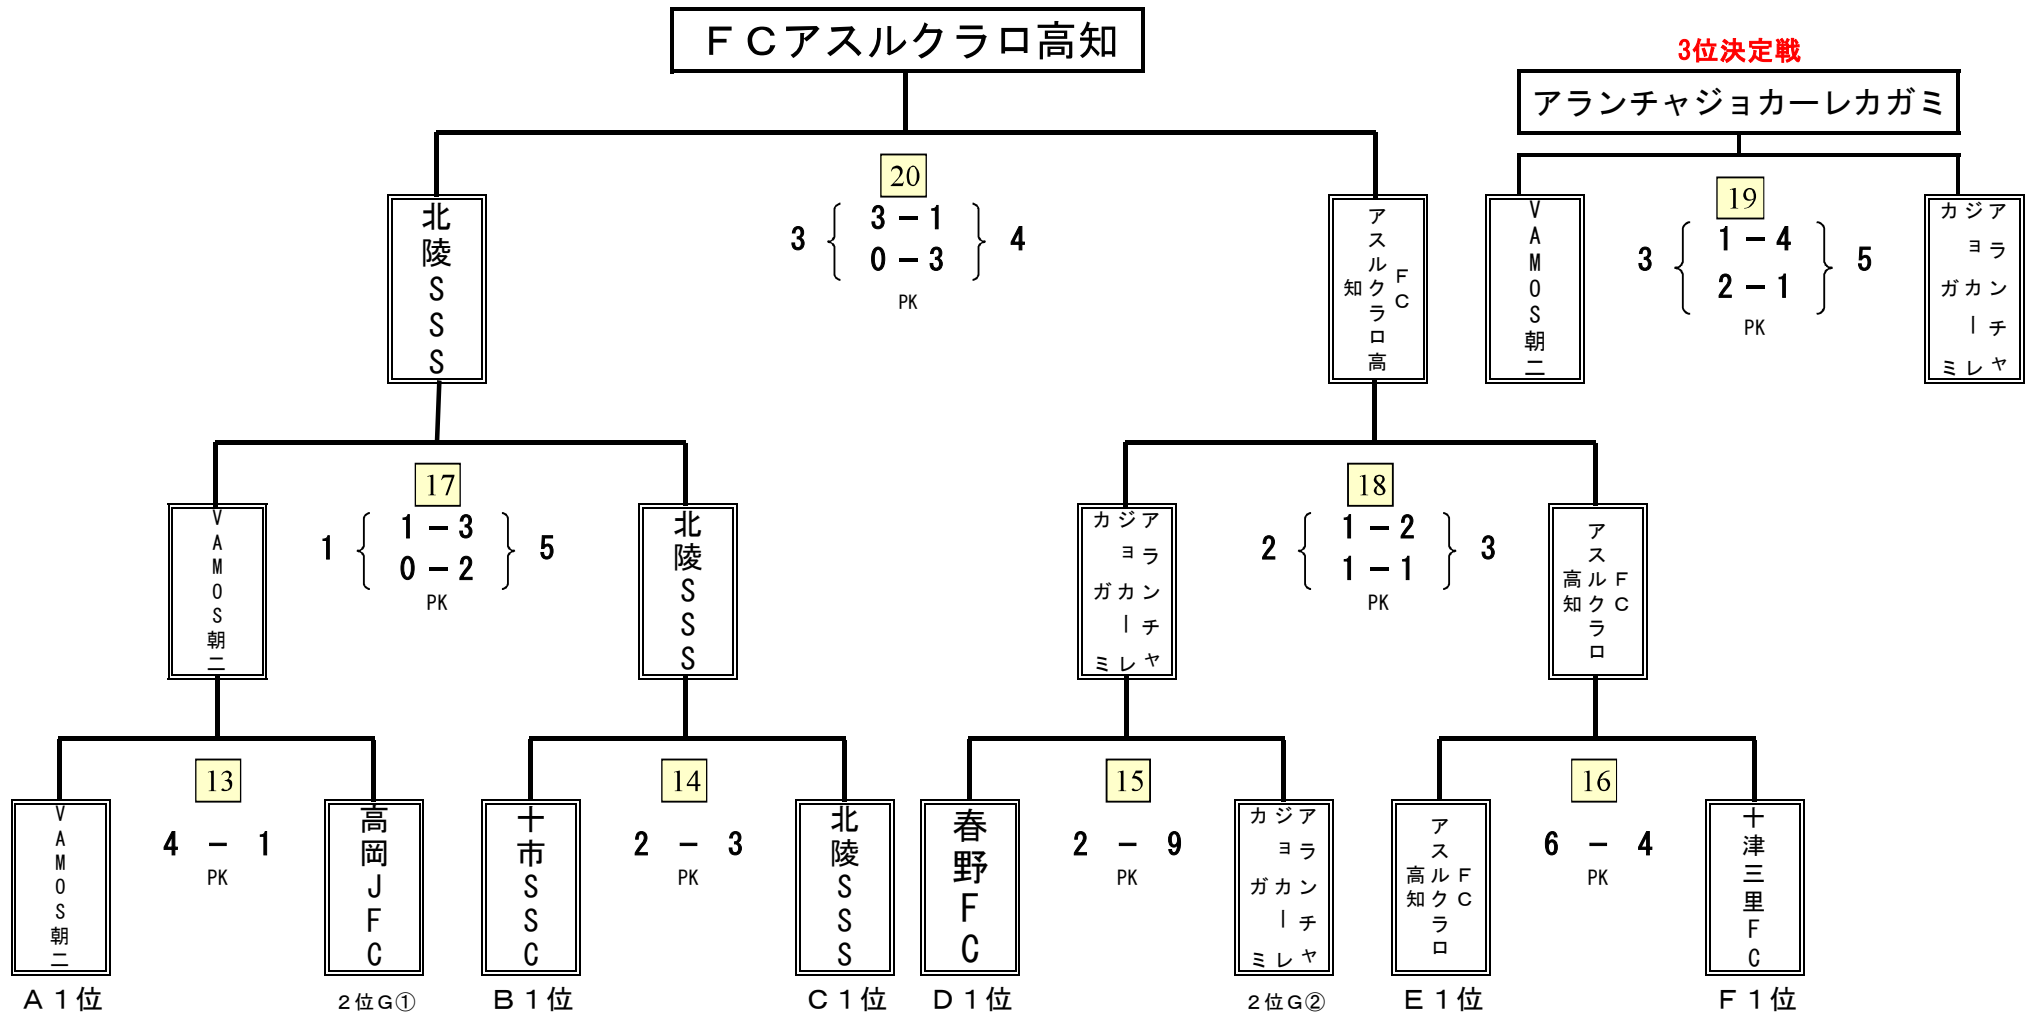 ＦＣアスルクラロ高知
3位決定戦
アランチャジョカーレカガミ
20
3 3 − 1 4
0 − 3
PK
北陵SSS
FCアスルクラロ高知
19
3 1 − 4 5
2 − 1
PK
VAMOS朝二
アランチャジョカーレカガミ
17
1 1 − 3 5
0 − 2
PK
VAMOS朝二
北陵SSS
18
2 1 − 2 3
1 − 1
PK
アランチャジョカーレカガミ
FCアスルクラロ高知
13
4 − 1
PK
VAMOS朝二
高岡JFC
14
2 − 3
PK
十市SSC
北陵SSS
15
2 − 9
PK
春野FC
アランチャジョカーレカガミ
16
6 − 4
PK
FCアスルクラロ高知
十津三里FC
Ａ１位
２位Ｇ①
Ｂ１位
Ｃ１位
Ｄ１位
２位Ｇ②
Ｅ１位
Ｆ１位